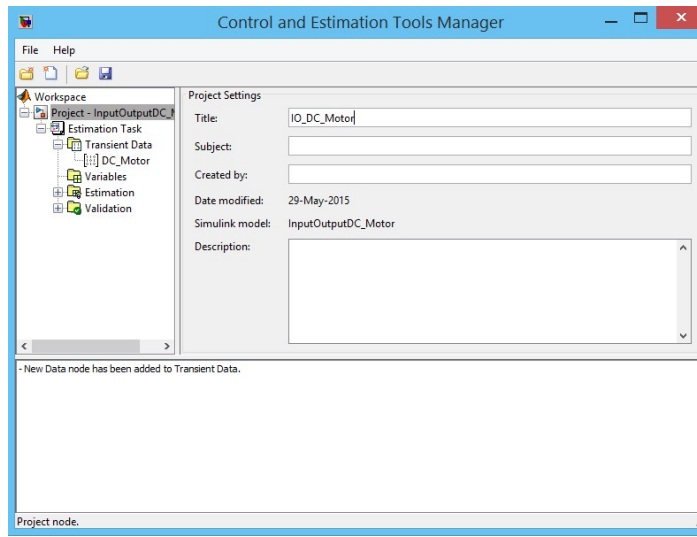 Control and Estimation Tools Manager
File Help
Workspace
Project - InputOutputDC_M
Estimation Task
Transient Data
DC_Motor
Variables
Estimation
Validation
Project Settings
Title: IO_DC_Motor
Subject:
Created by:
Date modified: 29-May-2015
Simulink model: InputOutputDC_Motor
Description:
- New Data node has been added to Transient Data.
Project node.